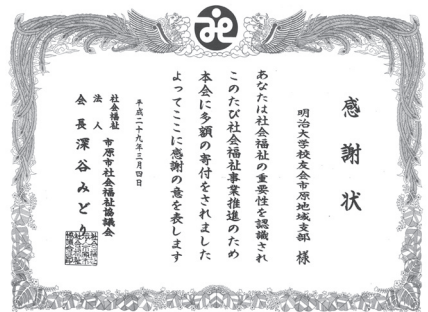 感謝状
明治大学校友会市原地域支部 様
あなたは社会福祉の重要性を認識され
このたび社会福祉事業推進のため
本会に多額の寄付をされました
よってここに感謝の意を表します
平成二十九年三月四日
社会福祉
法人 市原市社会福祉協議会
会長 深谷みどり